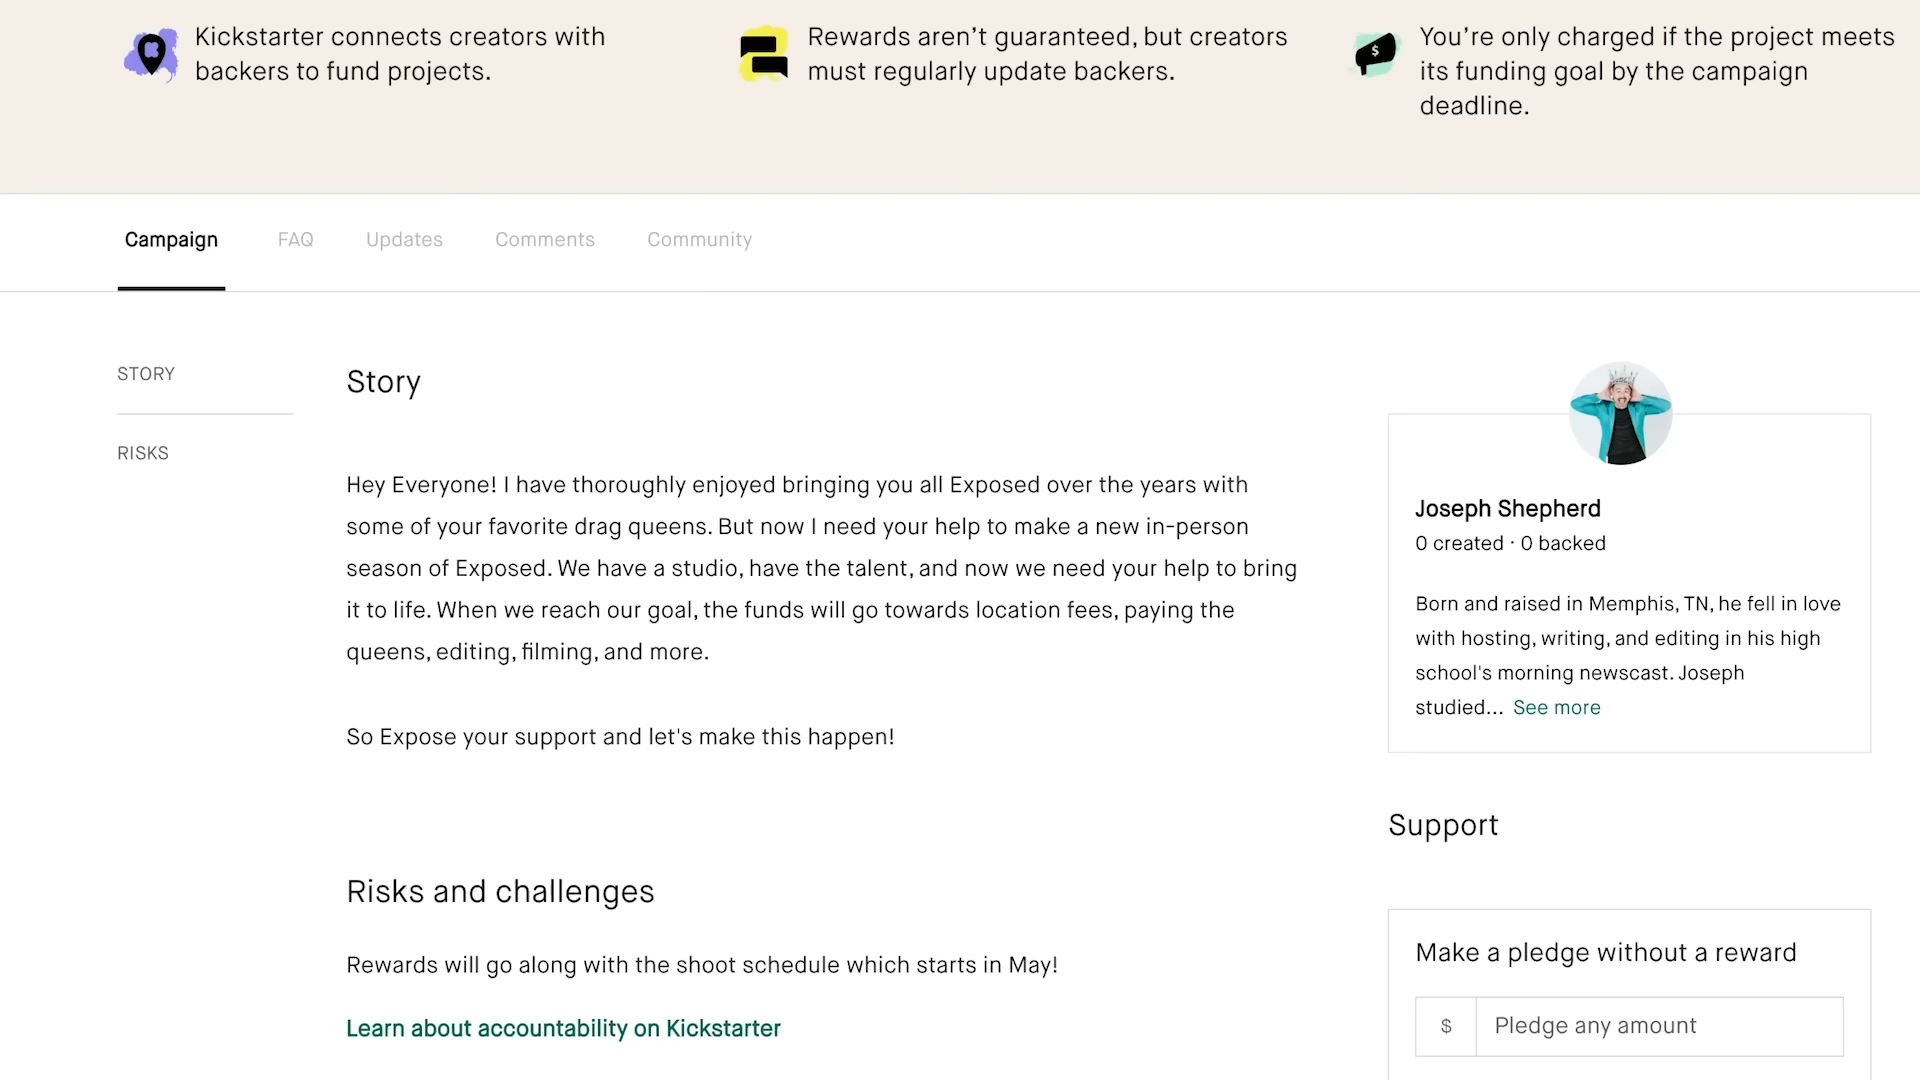 Kickstarter connects creators with
backers to fund projects.
Rewards aren’t guaranteed, but creators
must regularly update backers.
$
You’re only charged if the project meets
its funding goal by the campaign
deadline.
Campaign
FAQ
Updates
Comments
Community
STORY
RISKS
Story
Hey Everyone! I have thoroughly enjoyed bringing you all Exposed over the years with
some of your favorite drag queens. But now I need your help to make a new in-person
season of Exposed. We have a studio, have the talent, and now we need your help to bring
it to life. When we reach our goal, the funds will go towards location fees, paying the
queens, editing, filming, and more.
So Expose your support and let's make this happen!
Risks and challenges
Rewards will go along with the shoot schedule which starts in May!
Learn about accountability on Kickstarter
Joseph Shepherd
0 created · 0 backed
Born and raised in Memphis, TN, he fell in love
with hosting, writing, and editing in his high
school's morning newscast. Joseph
studied... See more
Support
Make a pledge without a reward
$ Pledge any amount